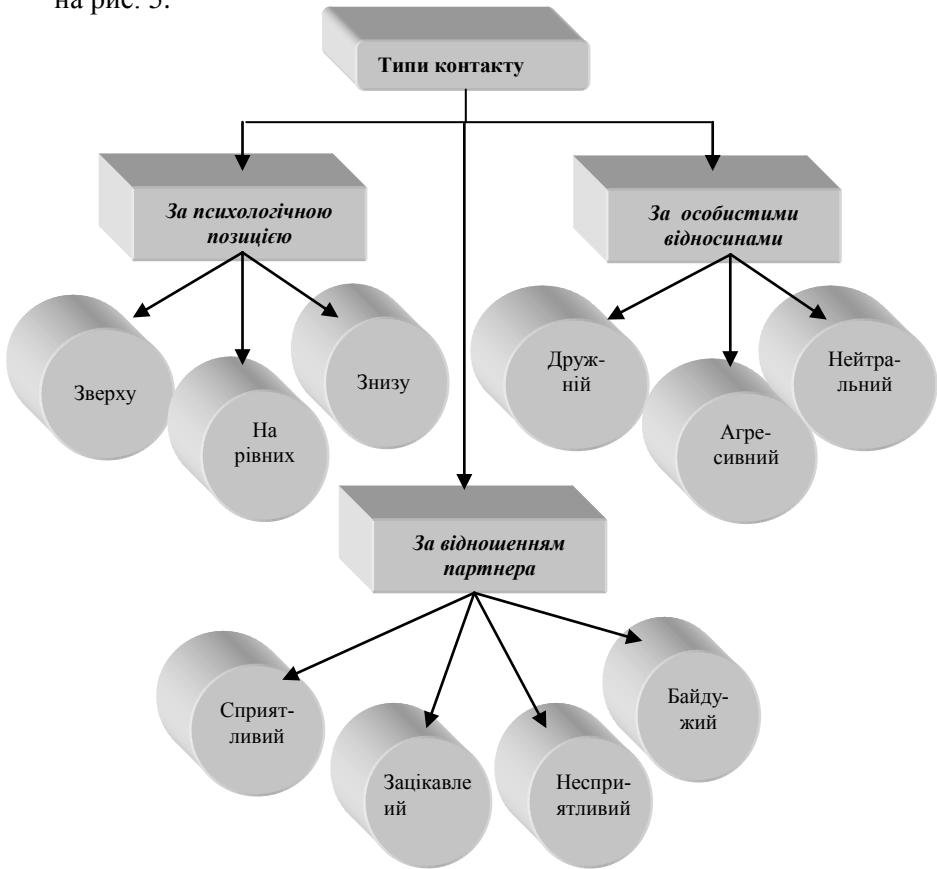 на рис. 3.
Типи контакту
За психологічною
позицією
За особистими
відносинами
Зверху
На
рівних
Знизу
Друж-
ній
Агре-
сивний
Нейтра-
льний
За відношенням
партнера
Сприят-
ливий
Зацікавле
ий
Неспри-
ятливий
Байду-
жий